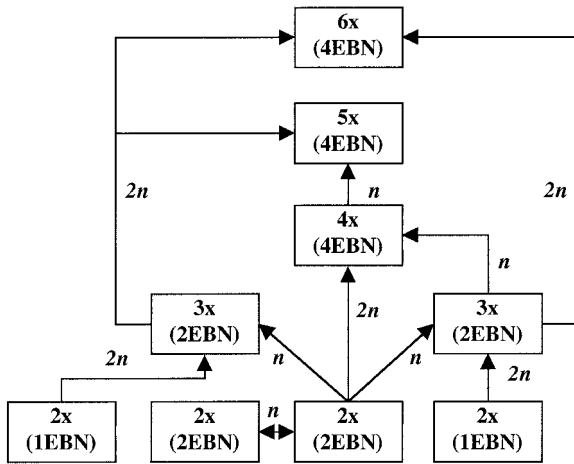 6x
(4EBN)
5x
(4EBN)
2n
n
2n
4x
(4EBN)
n
3x
(2EBN)
2n
3x
(2EBN)
2n
n
n
2n
2x
(1EBN)
2x
(2EBN)
n
2x
(2EBN)
2x
(1EBN)